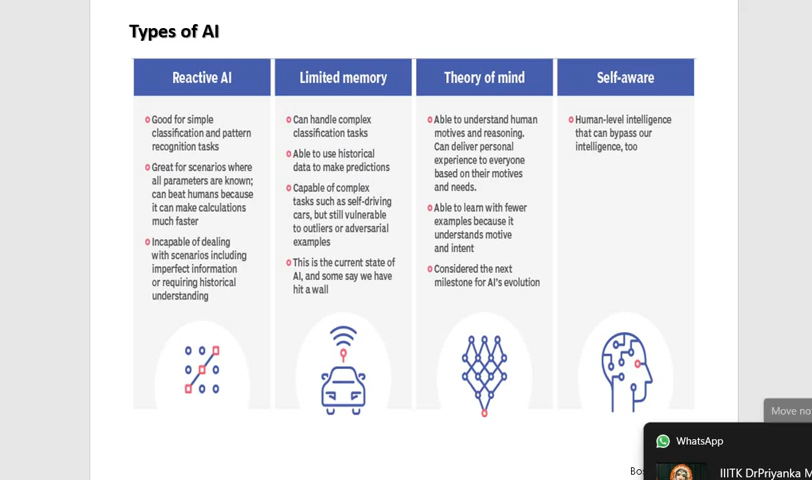 Types of AI
Reactive AI
Good for simple
classification and pattern
recognition tasks
Great for scenarios where
all parameters are known;
can beat humans because
it can make calculations
much faster
Incapable of dealing
with scenarios including
imperfect information
or requiring historical
understanding
Limited memory
Can handle complex
classification tasks
Able to use historical
data to make predictions
Capable of complex
tasks such as self-driving
cars, but still vulnerable
to outliers or adversarial
examples
This is the current state of
AI, and some say we have
hit a wall
Theory of mind
Able to understand human
motives and reasoning.
Can deliver personal
experience to everyone
based on their motives
and needs.
Able to learn with fewer
examples because it
understands motive
and intent
Considered the next
milestone for AI's evolution
Self-aware
Human-level intelligence
that can bypass our
intelligence, too
Move
WhatsApp
IIITK DrPriyanka